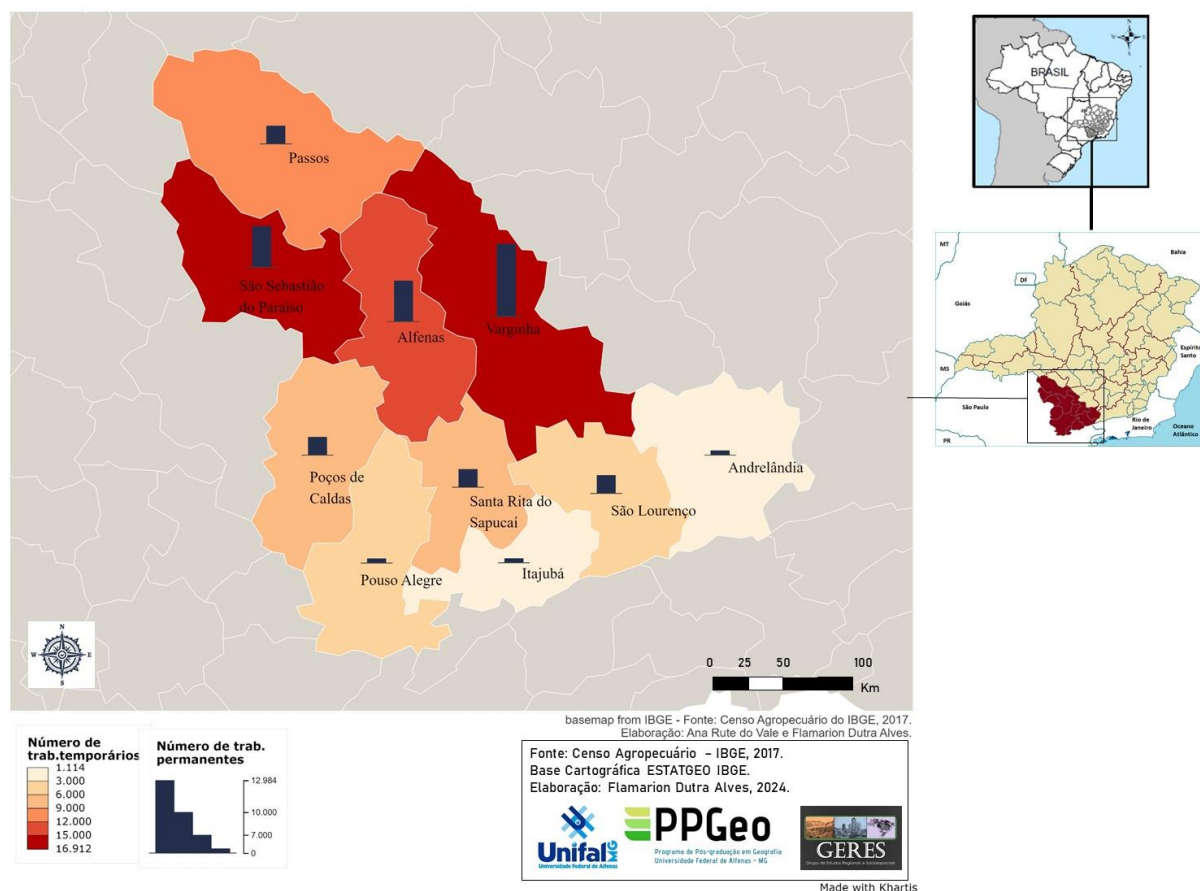 Passos
São Sebastião
do Paraíso
Alfenas
Varginha
Poços de
Caldas
Santa Rita do
Sapucaí
São Lourenço
Andrelândia
Pouso Alegre
Itajubá
N
W
E
S
0 25 50 100
Km
basemap from IBGE - Fonte: Censo Agropecuário do IBGE, 2017.
Elaboração: Ana Rute do Vale e Flamarion Dutra Alves.
BRASIL
N
W
E
S
MT
Bahia
DF
Goiás
Espírito
Santo
MS
São Paulo
Rio de
Janeiro
Oceano
Atlântico
PR
Número de
trab.temporários
1.114
3.000
6.000
9.000
12.000
15.000
16.912
Número de trab.
permanentes
12.984
10.000
7.000
0
Fonte: Censo Agropecuário – IBGE, 2017.
Base Cartográfica ESTATGEO IBGE.
Elaboração: Flamarion Dutra Alves, 2024.
Unifal MG
Universidade Federal de Alfenas
PPGeo
Programa de Pós-graduação em Geografia
Universidade Federal de Alfenas - MG
GERES
Grupo de Estudos Regionais e Socioespaciais
Made with Khartis